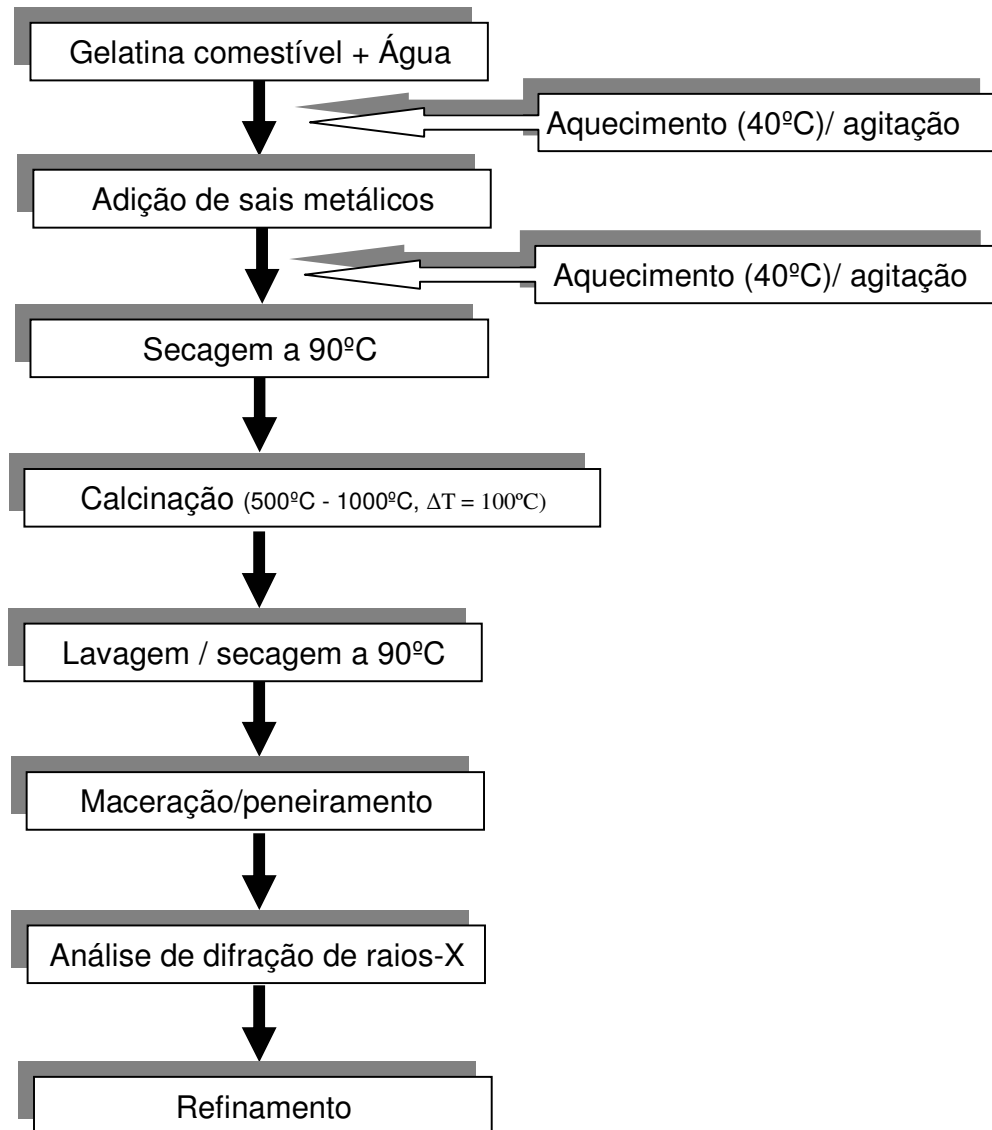 Gelatina comestível + Água
Aquecimento (40ºC)/ agitação
Adição de sais metálicos
Aquecimento (40ºC)/ agitação
Secagem a 90ºC
Calcinação (500ºC - 1000ºC, ΔT = 100ºC)
Lavagem / secagem a 90ºC
Maceração/peneiramento
Análise de difração de raios-X
Refinamento